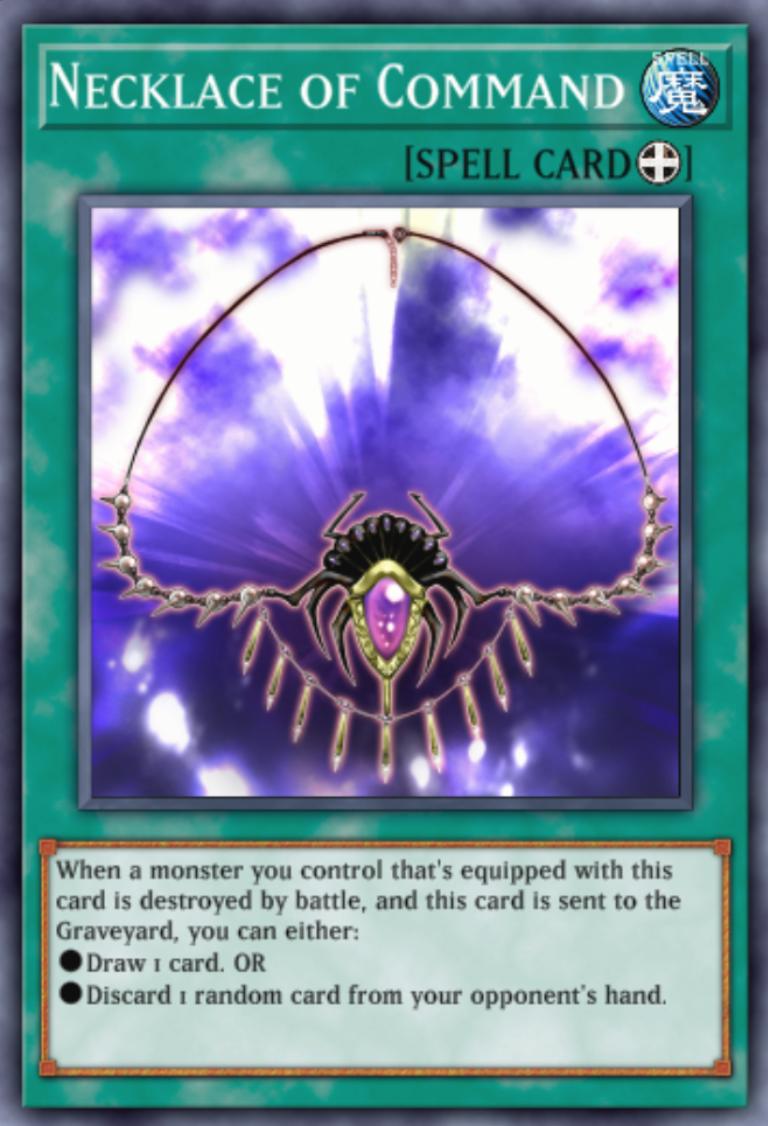 Necklace of Command
SPELL
魔
[SPELL CARD]
When a monster you control that's equipped with this
card is destroyed by battle, and this card is sent to the
Graveyard, you can either:
●Draw 1 card. OR
●Discard 1 random card from your opponent's hand.